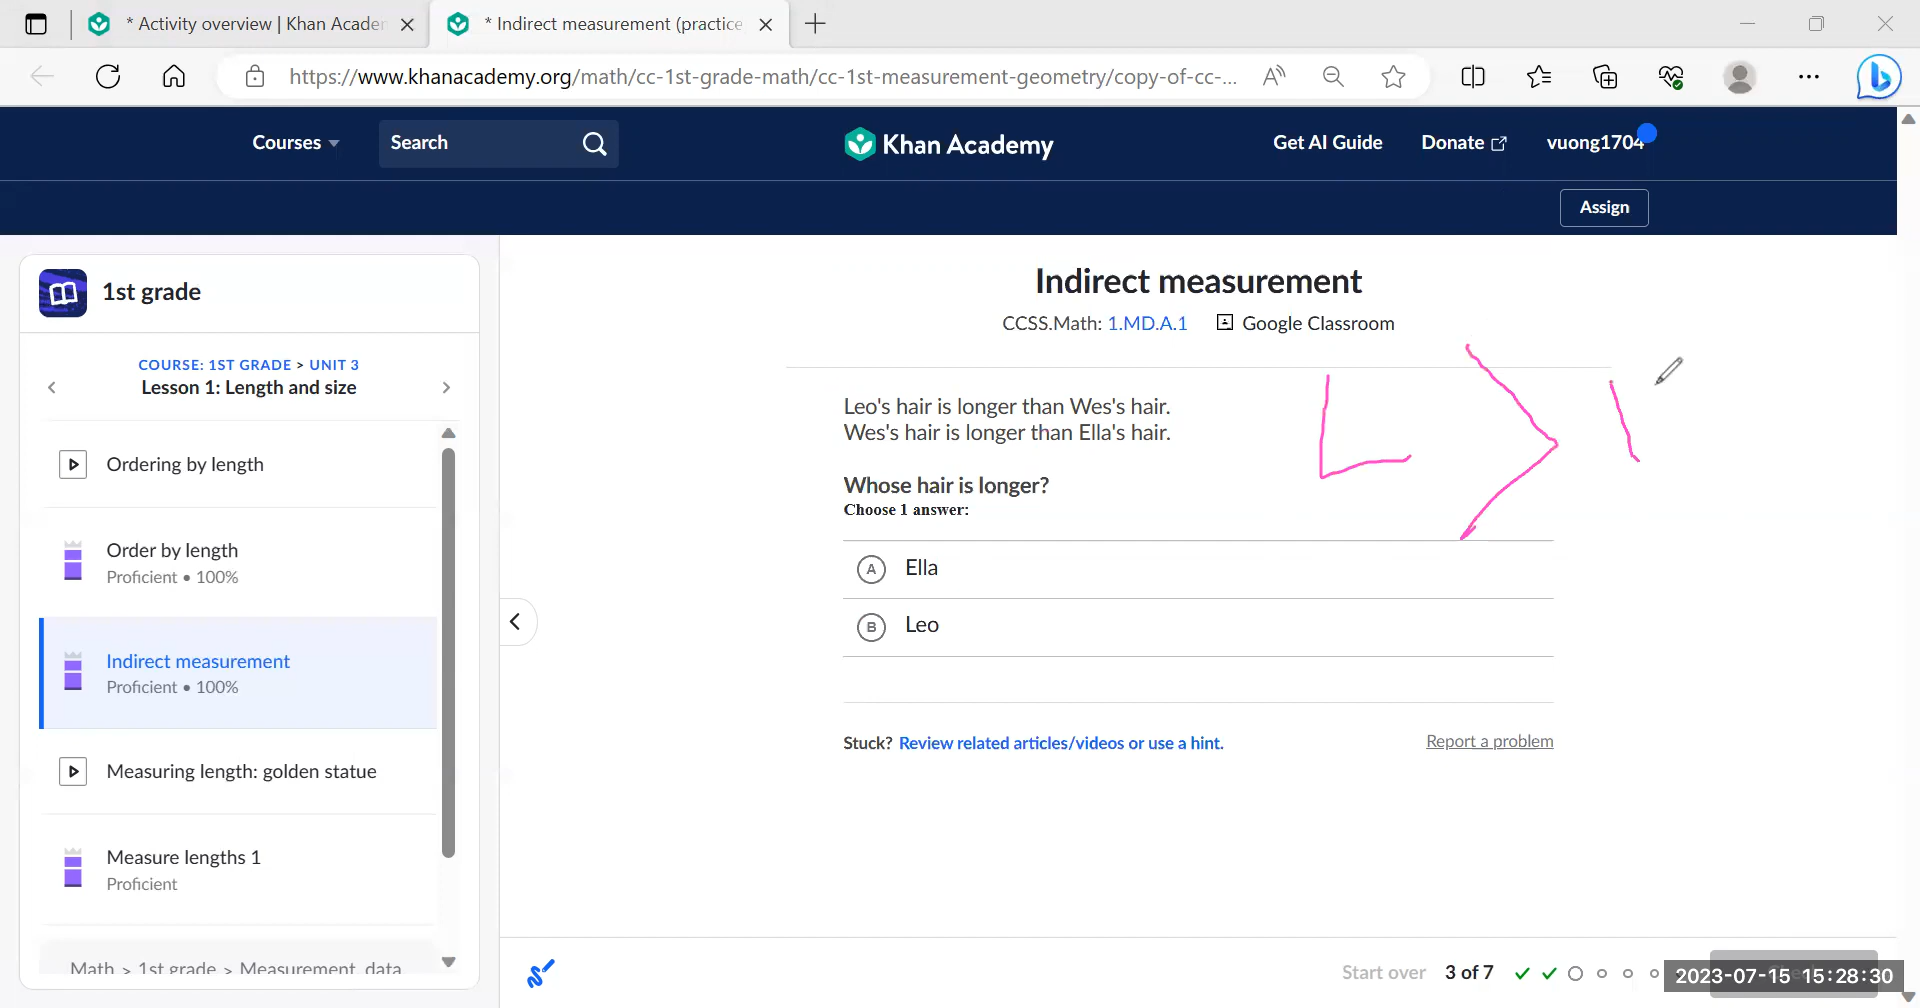 * Activity overview | Khan Acader
* Indirect measurement (practice
https://www.khanacademy.org/math/cc-1st-grade-math/cc-1st-measurement-geometry/copy-of-cc-...
Courses
Search
Khan Academy
Get AI Guide
Donate
vuong1704
Assign
1st grade
COURSE: 1ST GRADE > UNIT 3
Lesson 1: Length and size
Ordering by length
Order by length
Proficient • 100%
Indirect measurement
Proficient • 100%
Measuring length: golden statue
Measure lengths 1
Proficient
Math > 1st grade > Measurement, data,
Indirect measurement
CCSS.Math: 1.MD.A.1 Google Classroom
Leo's hair is longer than Wes's hair.
Wes's hair is longer than Ella's hair.
L >
Whose hair is longer?
Choose 1 answer:
A Ella
B Leo
Stuck? Review related articles/videos or use a hint.
Report a problem
Start over 3 of 7
2023-07-15 15:28:30